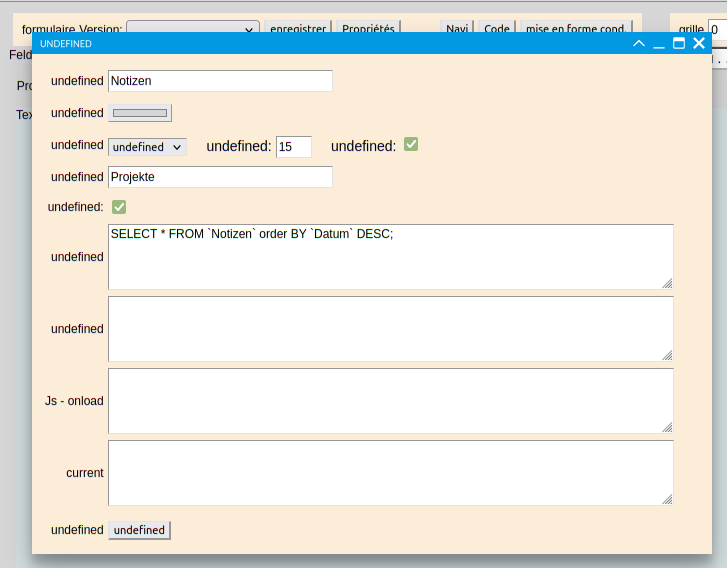 formulaire Version: enregistrer Propriétés Navi Code mise en forme cond. grille 0
UNDEFINED
Feld
undefined Notizen
Pro
undefined
Tex
undefined undefined undefined: 15 undefined:
undefined Projekte
undefined:
undefined SELECT * FROM `Notizen` order BY `Datum` DESC;
undefined
Js - onload
current
undefined undefined